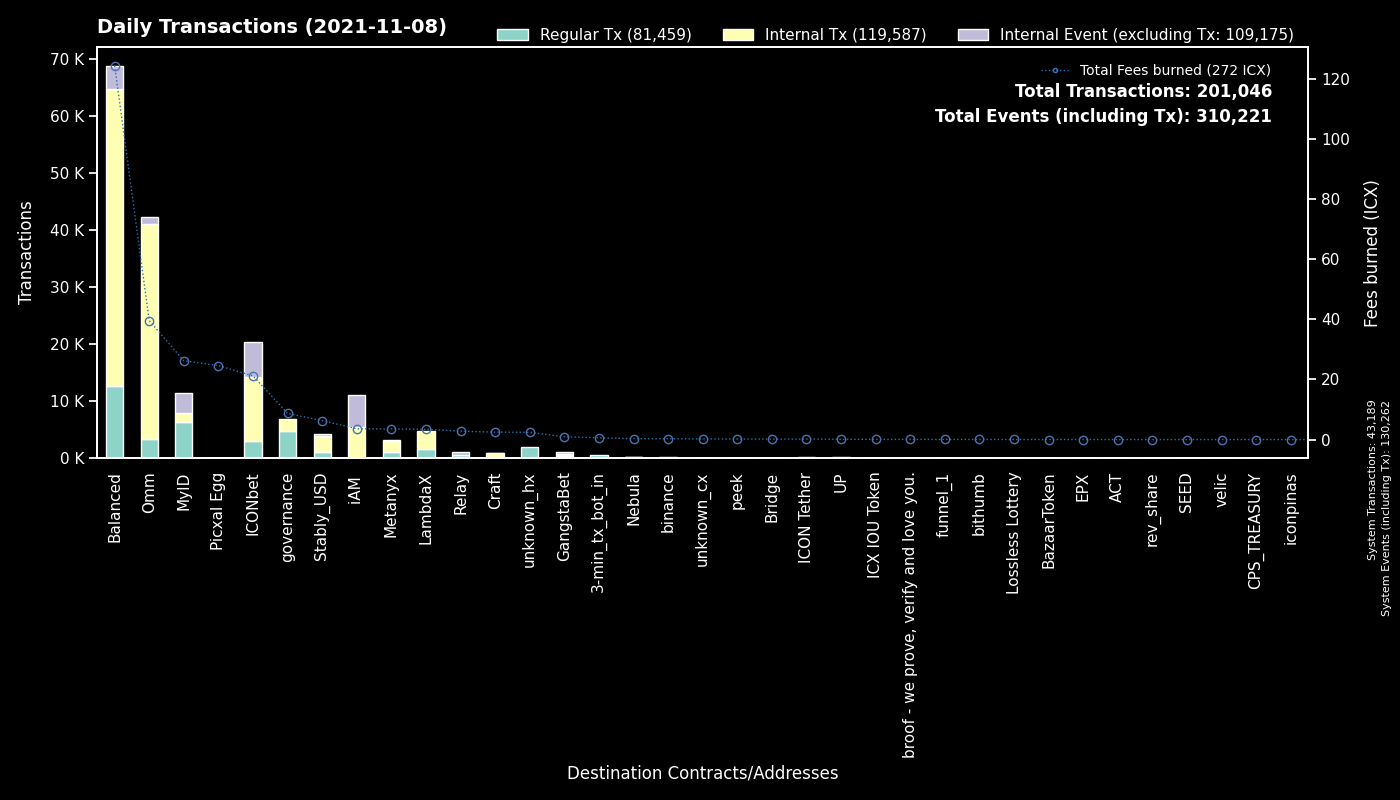 Daily Transactions (2021-11-08)
Regular Tx (81,459)
Internal Tx (119,587)
Internal Event (excluding Tx: 109,175)
Total Fees burned (272 ICX)
Total Transactions: 201,046
Total Events (including Tx): 310,221
Transactions
70 K
60 K
50 K
40 K
30 K
20 K
10 K
0 K
120
100
80
60
40
20
0
Fees burned (ICX)
System Transactions: 43,189
System Events (including Tx): 130,262
Balanced
Omm
MyID
Picxal Egg
ICONbet
governance
Stably_USD
iAM
Metanyx
LambdaX
Relay
Craft
unknown_hx
GangstaBet
3-min_tx_bot_in
Nebula
binance
unknown_cx
peek
Bridge
ICON Tether
UP
ICX IOU Token
broof - we prove, verify and love you.
funnel_1
bithumb
Lossless Lottery
BazaarToken
EPX
ACT
rev_share
SEED
velic
CPS_TREASURY
iconpinas
Destination Contracts/Addresses